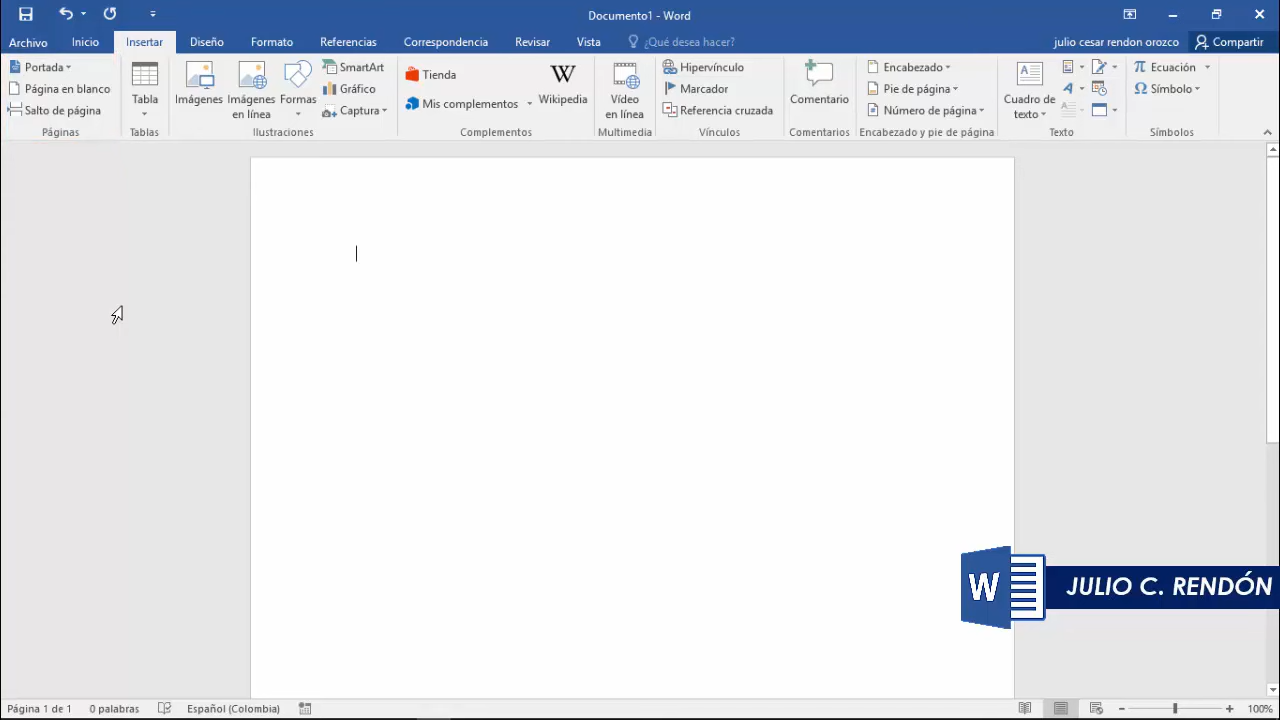 Documento1 - Word
Archivo Inicio Insertar Diseño Formato Referencias Correspondencia Revisar Vista ¿Qué desea hacer? julio cesar rendon orozco Compartir
Portada
Página en blanco
Salto de página
Páginas
Tabla
Tablas
Imágenes
Imágenes
en línea
Formas
SmartArt
Gráfico
Captura
Ilustraciones
Tienda
Mis complementos
W
Wikipedia
Complementos
Vídeo
en línea
Multimedia
Hipervínculo
Marcador
Referencia cruzada
Vínculos
Comentario
Comentarios
Encabezado
Pie de página
Número de página
Encabezado y pie de página
Cuadro de
texto
Texto
π Ecuación
Ω Símbolo
Símbolos
W JULIO C. RENDÓN
Página 1 de 1 0 palabras Español (Colombia) 100%